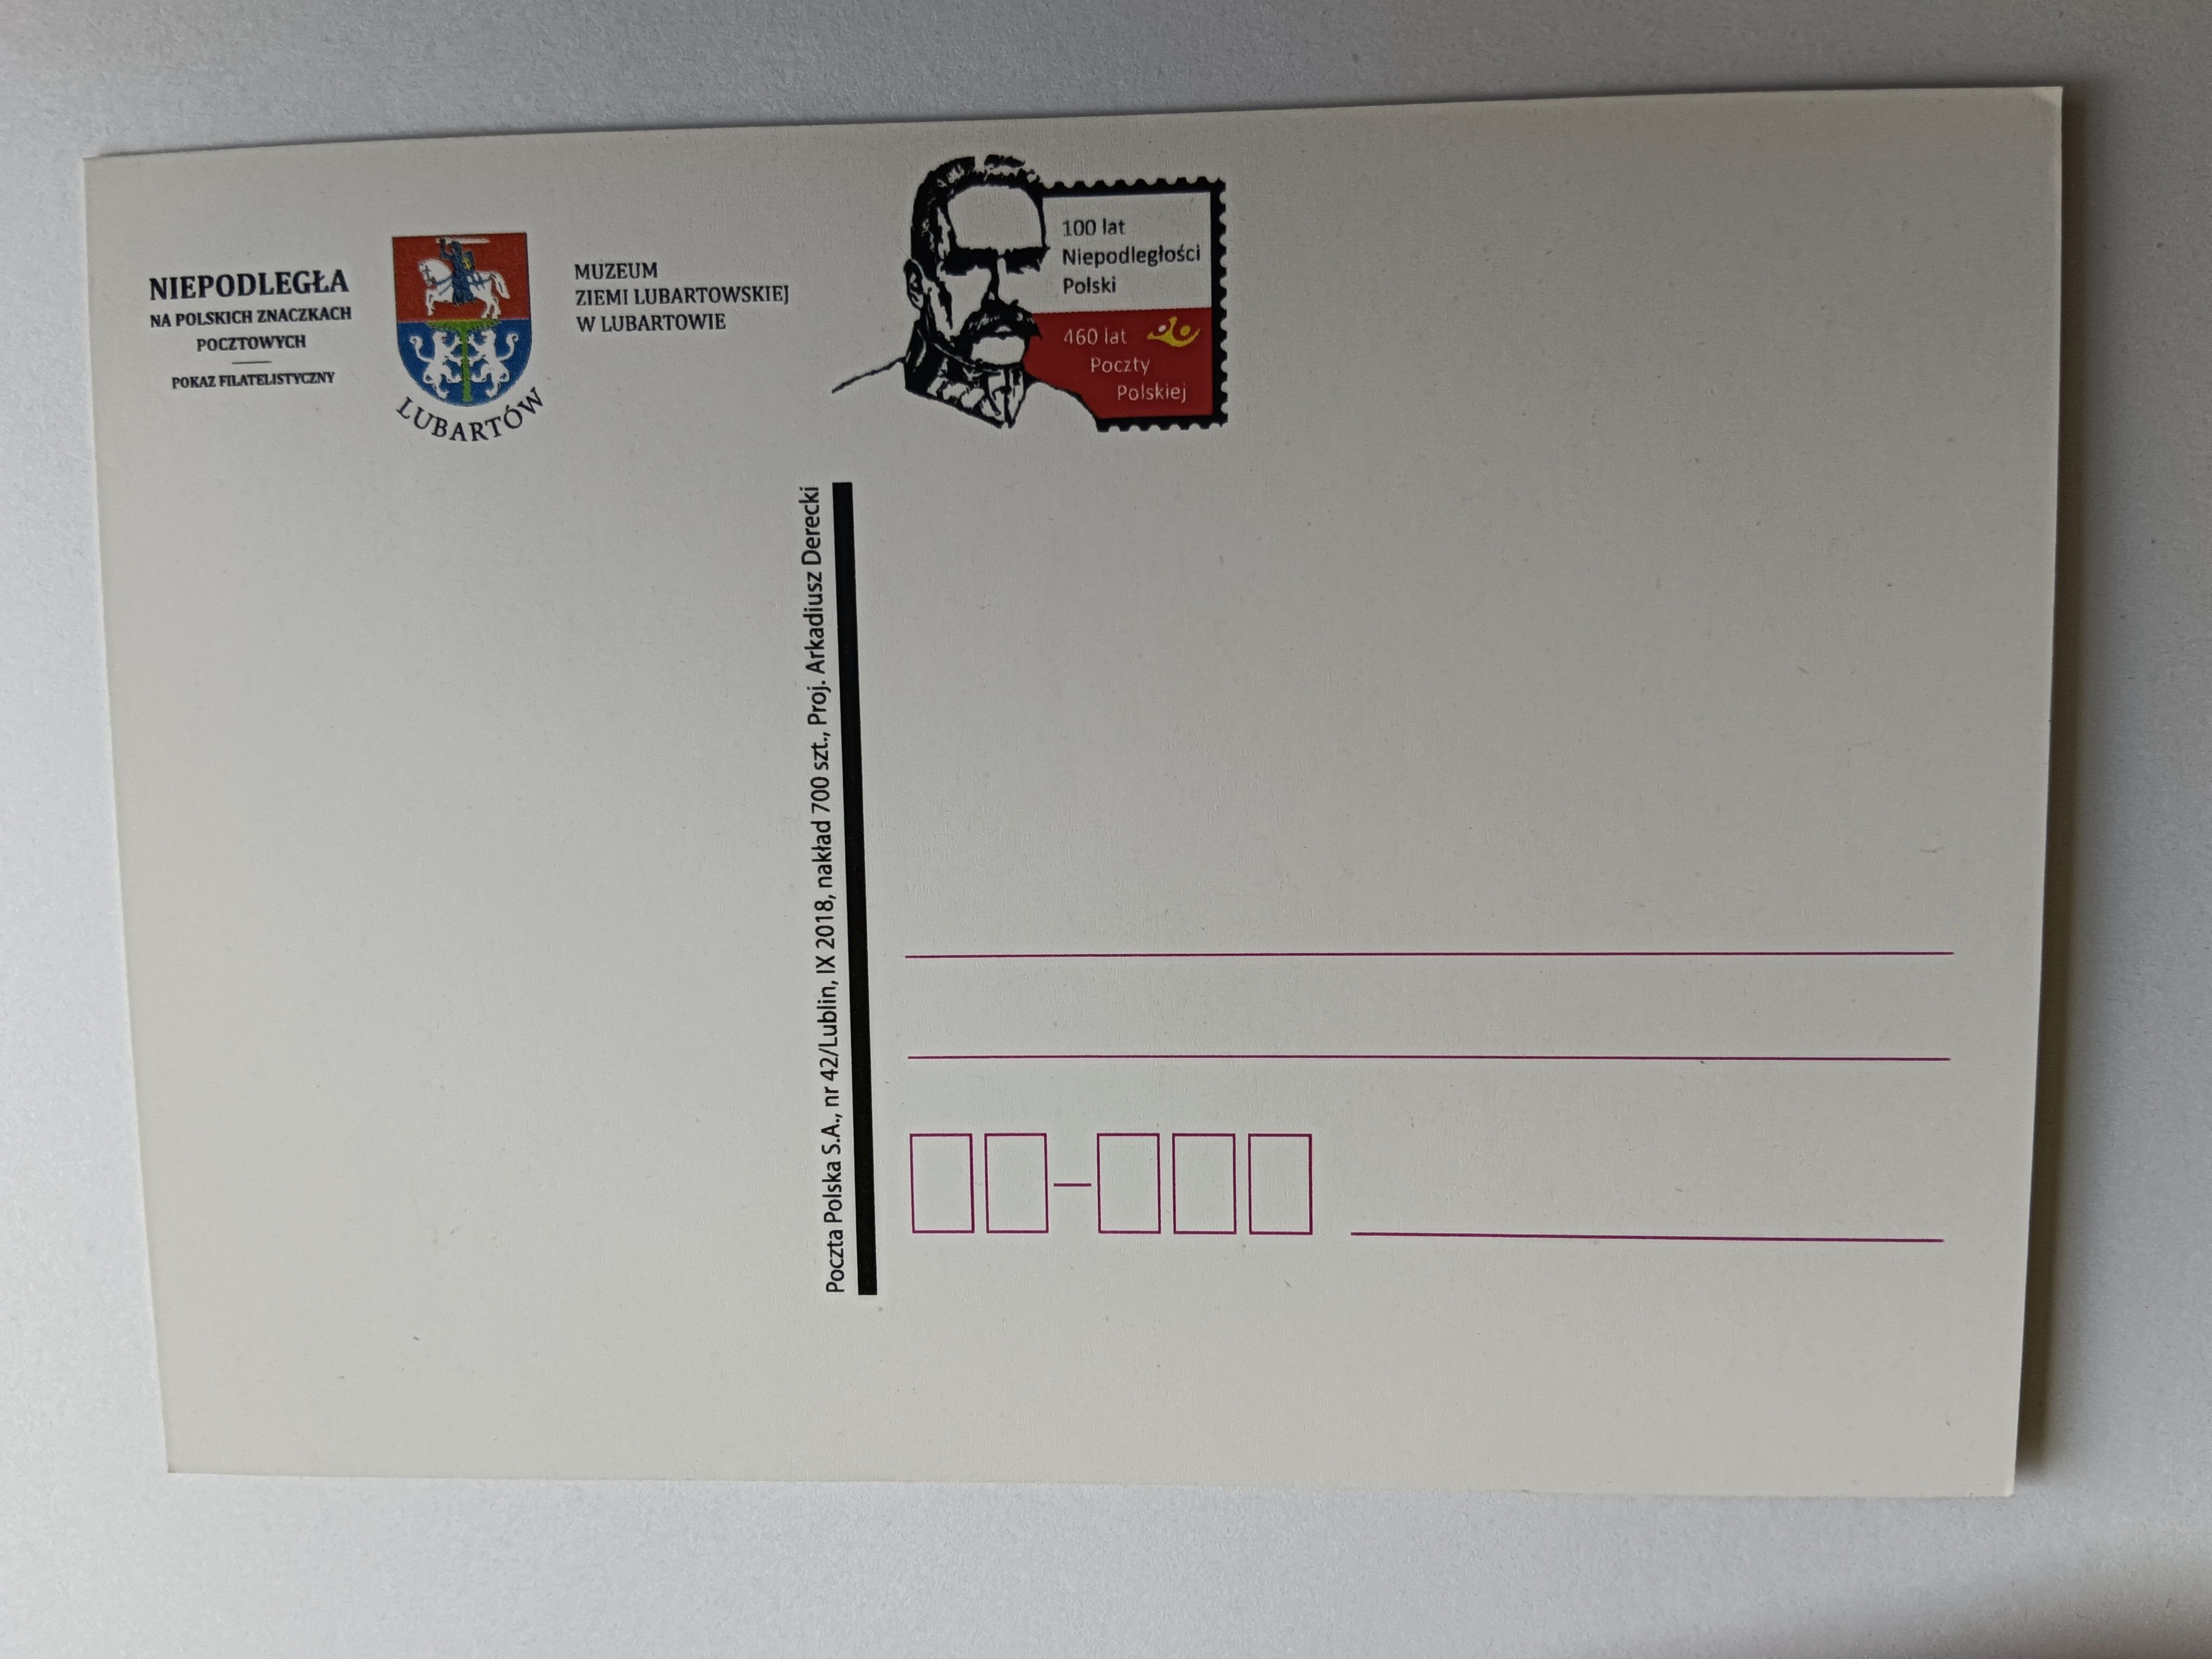 NIEPODLEGŁA
NA POLSKICH ZNACZKACH
POCZTOWYCH
POKAZ FILATELISTYCZNY
LUBARTÓW
MUZEUM
ZIEMI LUBARTOWSKIEJ
W LUBARTOWIE
100 lat
Niepodległości
Polski
460 lat
Poczty
Polskiej
Poczta Polska S.A., nr 42/Lublin, IX 2018, nakład 700 szt., Proj. Arkadiusz Derecki